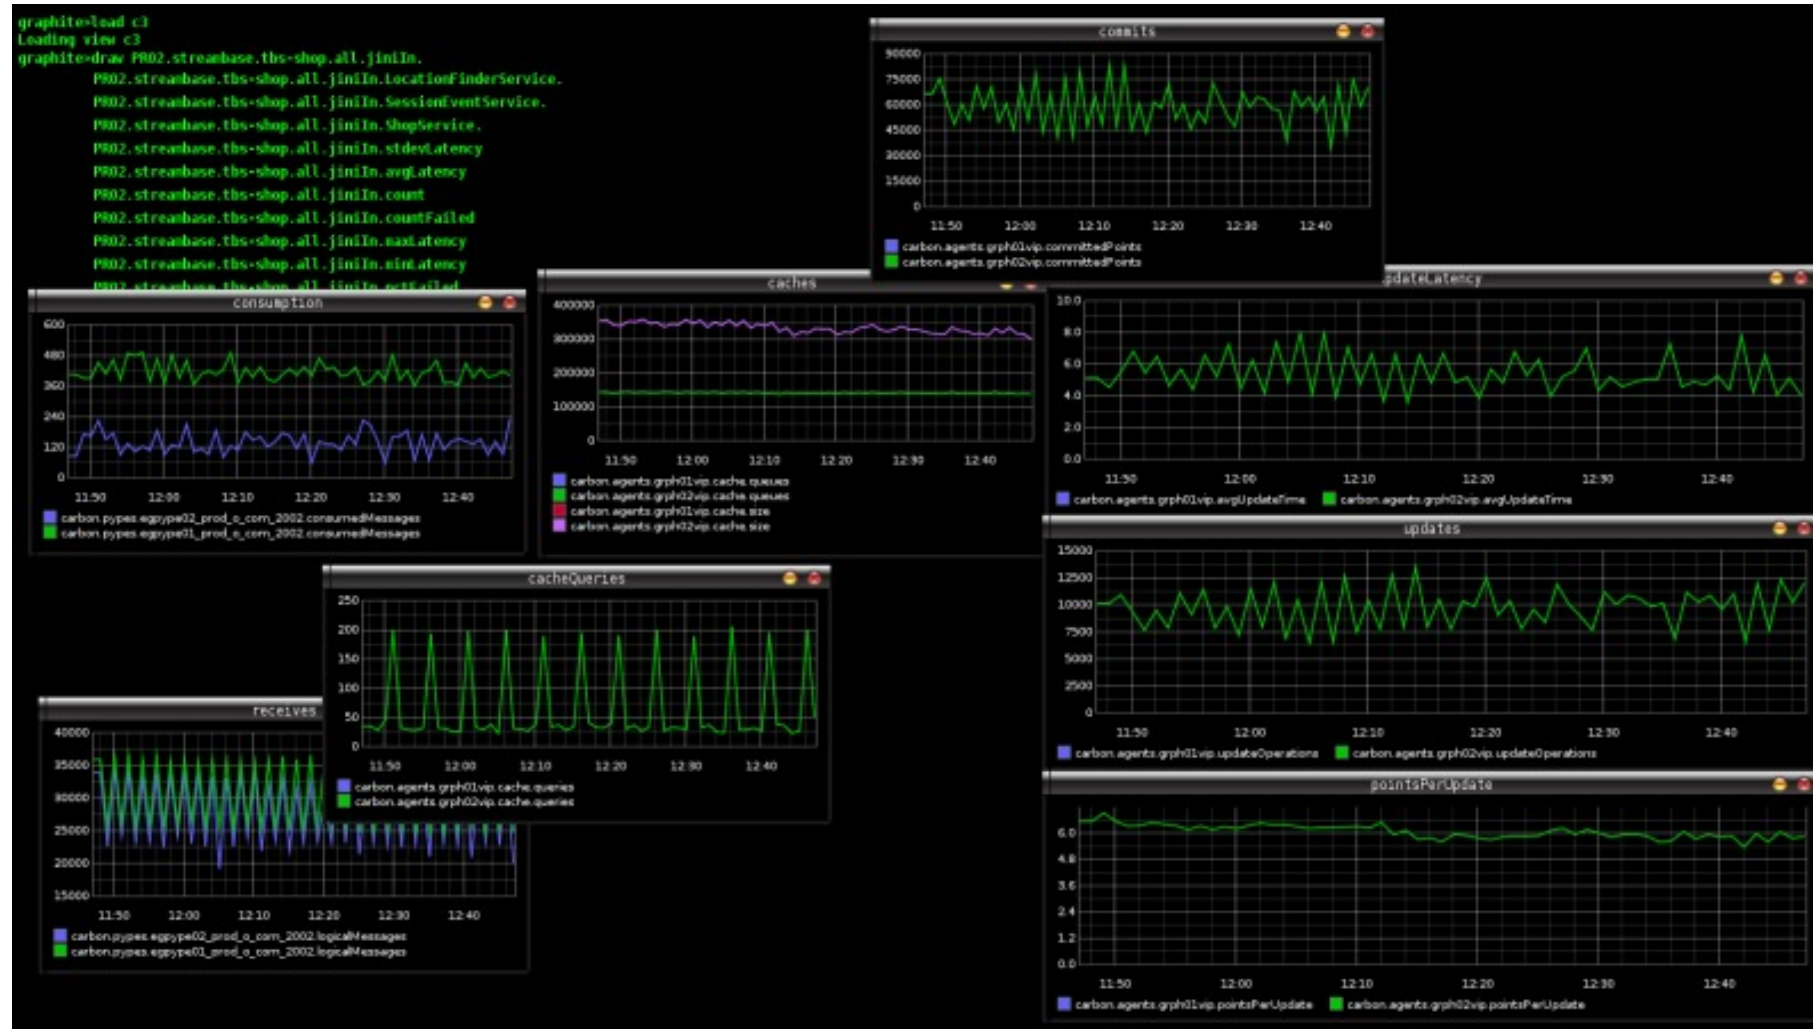 graphite>load c3
Loading view c3
graphite>draw PRO2.streambase.tbs-shop.all.jiniIn.
PRO2.streambase.tbs-shop.all.jiniIn.LocationFinderService.
PRO2.streambase.tbs-shop.all.jiniIn.SessionEventService.
PRO2.streambase.tbs-shop.all.jiniIn.ShopService.
PRO2.streambase.tbs-shop.all.jiniIn.stdevLatency
PRO2.streambase.tbs-shop.all.jiniIn.avgLatency
PRO2.streambase.tbs-shop.all.jiniIn.count
PRO2.streambase.tbs-shop.all.jiniIn.countFailed
PRO2.streambase.tbs-shop.all.jiniIn.maxLatency
PRO2.streambase.tbs-shop.all.jiniIn.minLatency
PRO2.streambase.tbs-shop.all.jiniIn.pctFailed
commits
90000
75000
60000
45000
30000
15000
0
11:50 12:00 12:10 12:20 12:30 12:40
carbon.agents.grph01vip.committedPoints
carbon.agents.grph02vip.committedPoints
consumption
600
480
360
240
120
0
11:50 12:00 12:10 12:20 12:30 12:40
carbon.pypes.egpype02_prod_o_com_2002.consumedMessages
carbon.pypes.egpype01_prod_o_com_2002.consumedMessages
caches
400000
300000
200000
100000
0
11:50 12:00 12:10 12:20 12:30 12:40
carbon.agents.grph01vip.cache.queues
carbon.agents.grph02vip.cache.queues
carbon.agents.grph01vip.cache.size
carbon.agents.grph02vip.cache.size
pdateLatency
10.0
8.0
6.0
4.0
2.0
0.0
11:50 12:00 12:10 12:20 12:30 12:40
carbon.agents.grph01vip.avgUpdateTime carbon.agents.grph02vip.avgUpdateTime
updates
15000
12500
10000
7500
5000
2500
0
11:50 12:00 12:10 12:20 12:30 12:40
carbon.agents.grph01vip.updateOperations carbon.agents.grph02vip.updateOperations
cacheQueries
250
200
150
100
50
0
11:50 12:00 12:10 12:20 12:30 12:40
carbon.agents.grph01vip.cache.queries
carbon.agents.grph02vip.cache.queries
receives
40000
35000
30000
25000
20000
15000
11:50 12:00 12:10 12:20 12:30 12:40
carbon.pypes.egpype02_prod_o_com_2002.logicalMessages
carbon.pypes.egpype01_prod_o_com_2002.logicalMessages
pointsPerUpdate
6.0
4.8
3.6
2.4
1.2
0.0
11:50 12:00 12:10 12:20 12:30 12:40
carbon.agents.grph01vip.pointsPerUpdate carbon.agents.grph02vip.pointsPerUpdate